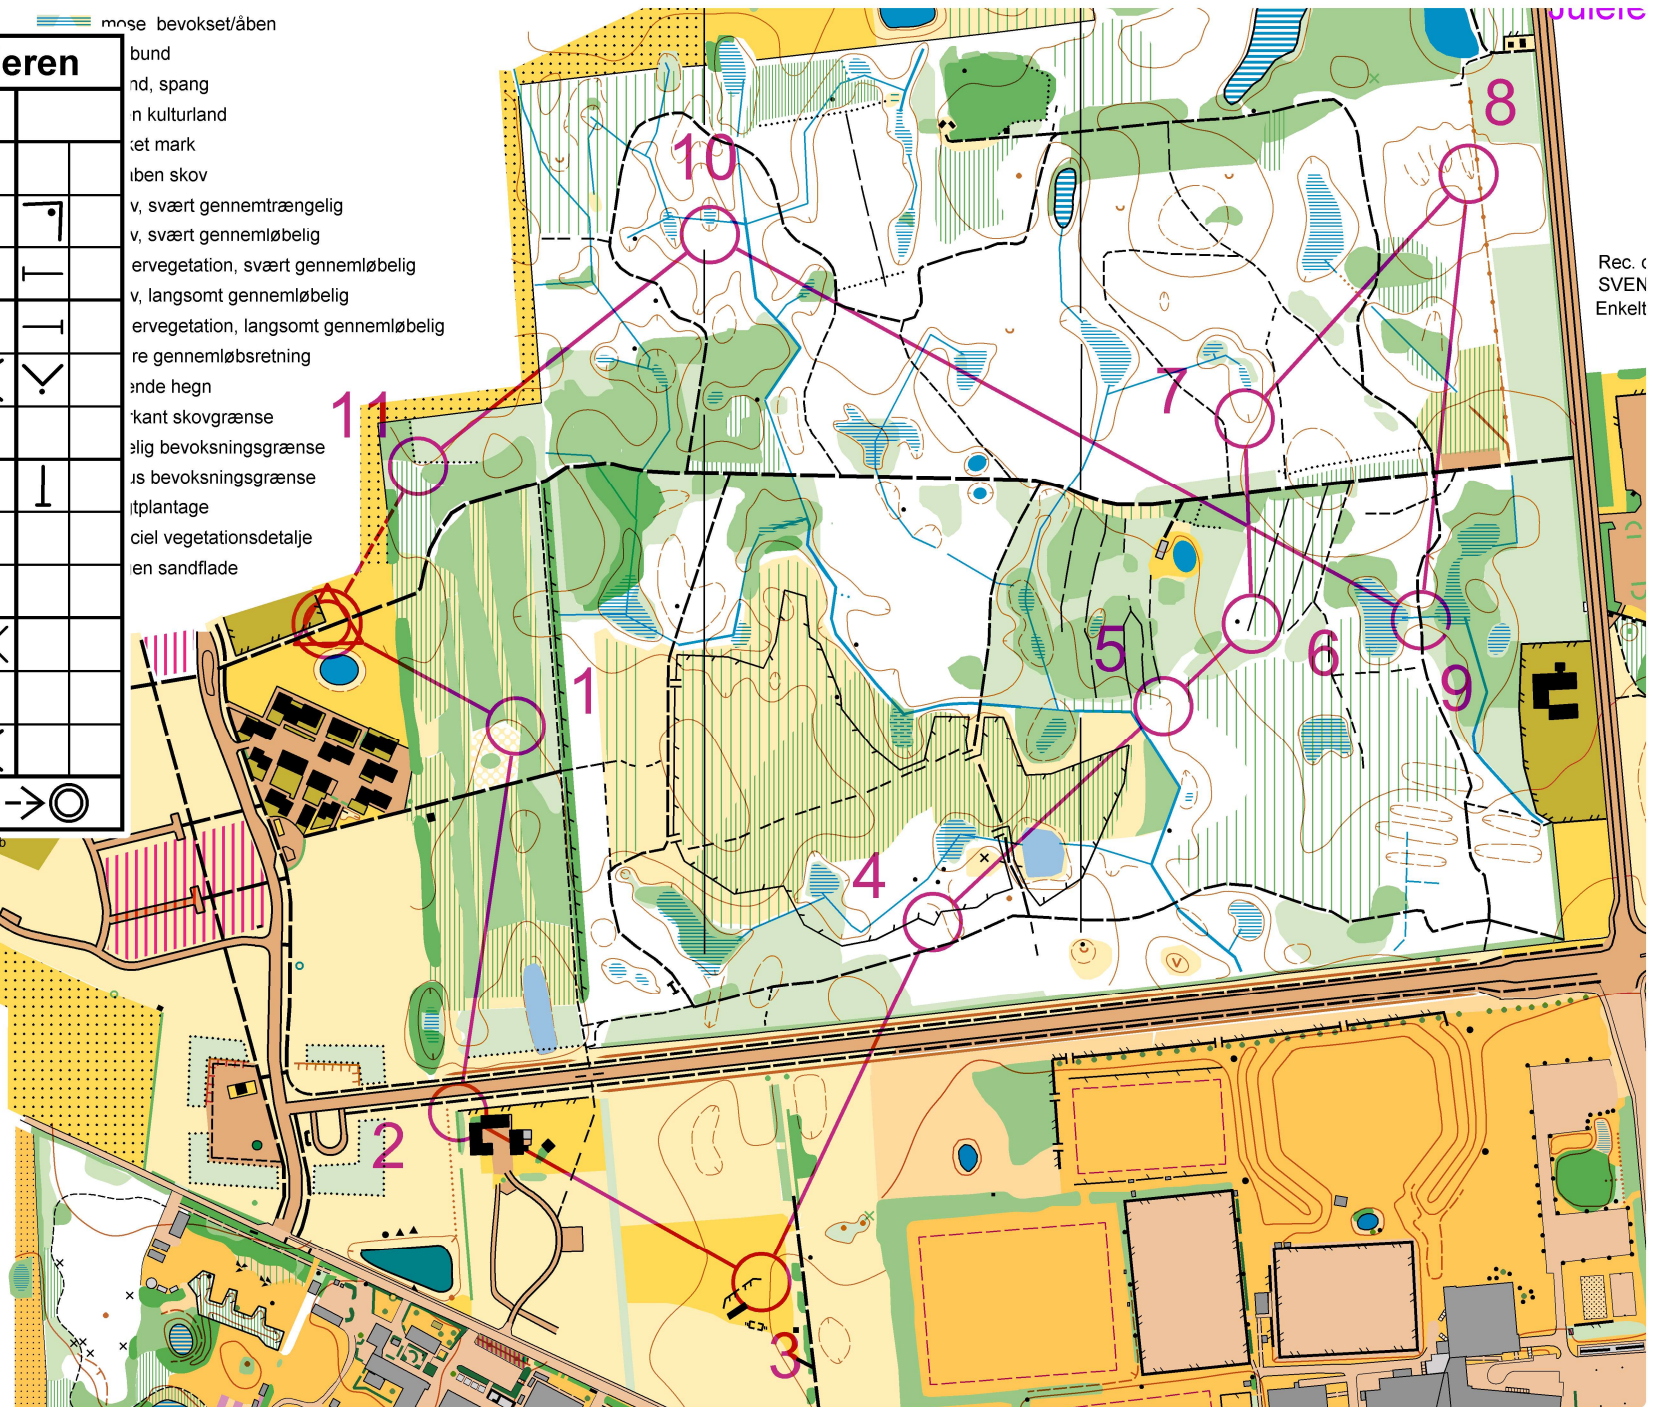 mose bevokset/åben
eren
bund
nd, spang
n kulturland
ket mark
ben skov
v, svært gennemtrængelig
v, svært gennemløbelig
ervegetation, svært gennemløbelig
v, langsomt gennemløbelig
ervegetation, langsomt gennemløbelig
re gennemløbsretning
ende hegn
rkant skovgrænse
elig bevoksningsgrænse
us bevoksningsgrænse
tplantage
ciel vegetationsdetalje
en sandflade
Rec. o
SVEN
Enkelt
1
2
3
4
5
6
7
8
9
10
11